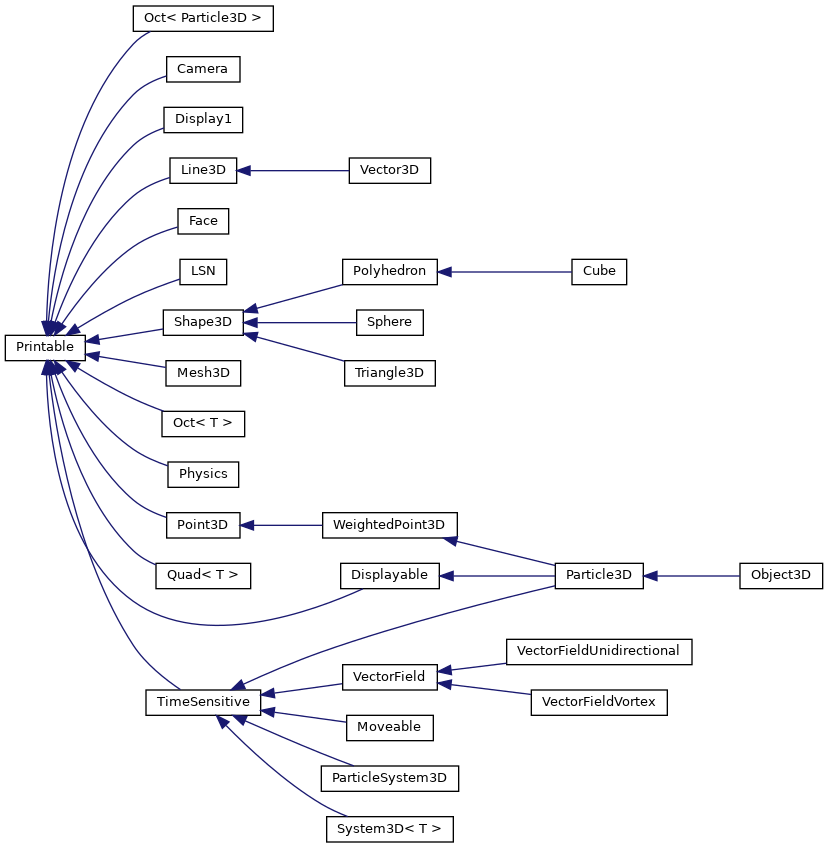 Oct< Particle3D >
Camera
Display1
Line3D
Vector3D
Face
LSN
Polyhedron
Cube
Shape3D
Sphere
Printable
Mesh3D
Triangle3D
Oct< T >
Physics
Point3D
WeightedPoint3D
Quad< T >
Displayable
Particle3D
Object3D
VectorFieldUnidirectional
VectorField
TimeSensitive
VectorFieldVortex
Moveable
ParticleSystem3D
System3D< T >